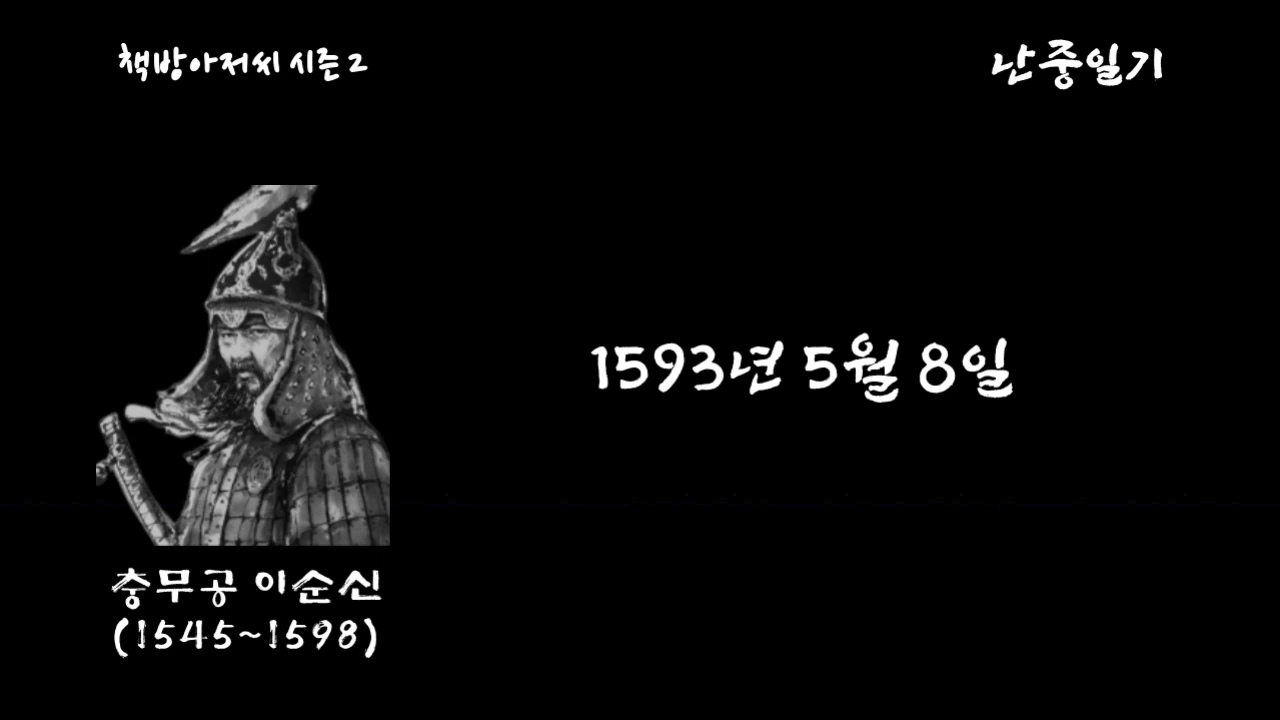 책방아저씨 시즌 2
난중일기
1593년 5월 8일
충무공 이순신
(1545~1598)